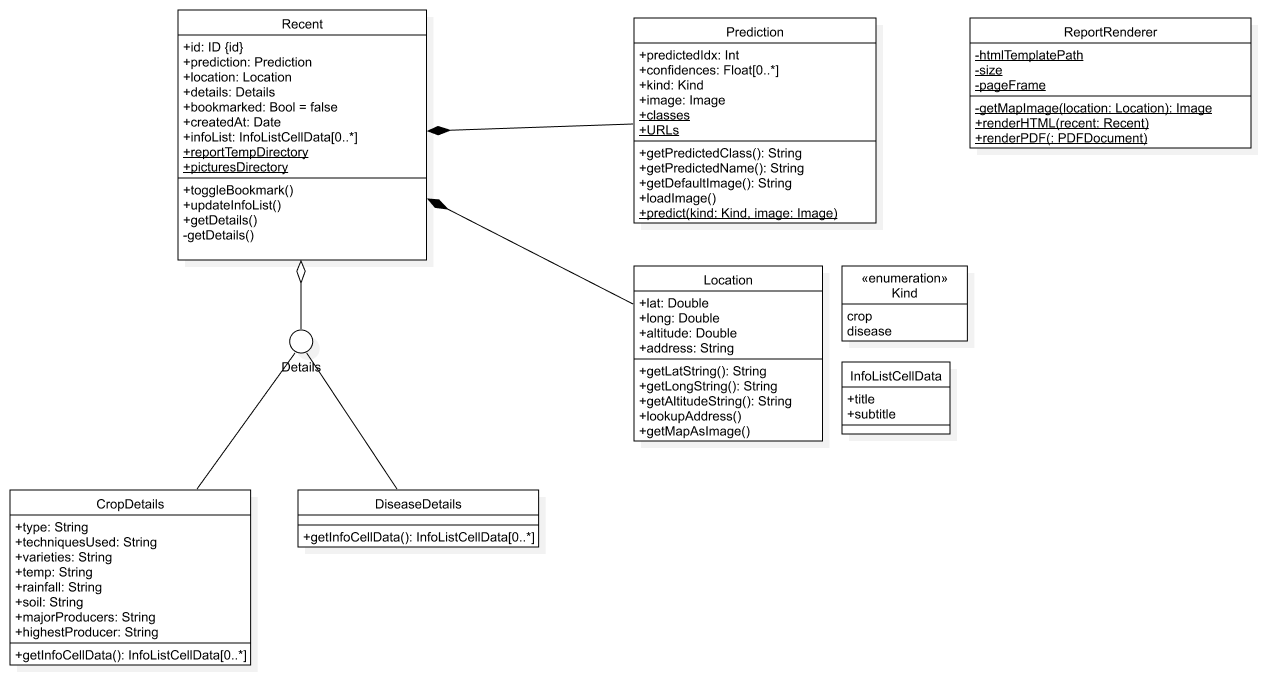 Recent
+id: ID {id}
+prediction: Prediction
+location: Location
+details: Details
+bookmarked: Bool = false
+createdAt: Date
+infoList: InfoListCellData[0..*]
+reportTempDirectory
+picturesDirectory
+toggleBookmark()
+updateInfoList()
+getDetails()
-getDetails()
Prediction
+predictedIdx: Int
+confidences: Float[0..*]
+kind: Kind
+image: Image
+classes
+URLs
+getPredictedClass(): String
+getPredictedName(): String
+getDefaultImage(): String
+loadImage()
+predict(kind: Kind, image: Image)
ReportRenderer
-htmlTemplatePath
-size
-pageFrame
-getMapImage(location: Location): Image
+renderHTML(recent: Recent)
+renderPDF(: PDFDocument)
Location
+lat: Double
+long: Double
+altitude: Double
+address: String
+getLatString(): String
+getLongString(): String
+getAltitudeString(): String
+lookupAddress()
+getMapAsImage()
«enumeration»
Kind
crop
disease
InfoListCellData
+title
+subtitle
Details
CropDetails
+type: String
+techniquesUsed: String
+varieties: String
+temp: String
+rainfall: String
+soil: String
+majorProducers: String
+highestProducer: String
+getInfoCellData(): InfoListCellData[0..*]
DiseaseDetails
+getInfoCellData(): InfoListCellData[0..*]